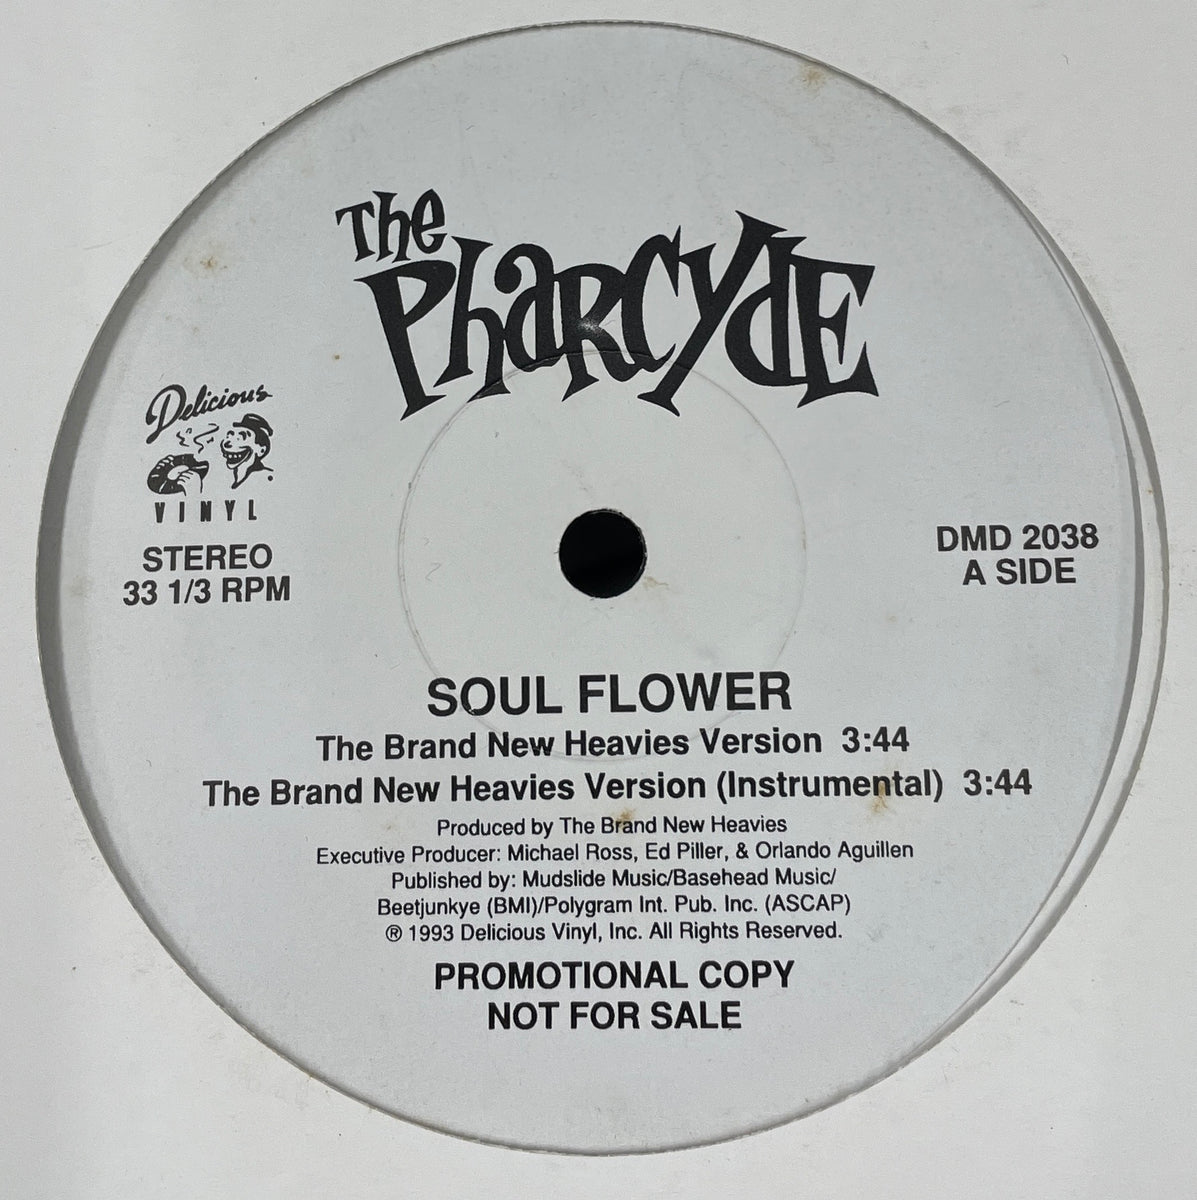 The
Pharcyde
Delicious
VINYL
STEREO
33 1/3 RPM
DMD 2038
A SIDE
SOUL FLOWER
The Brand New Heavies Version 3:44
The Brand New Heavies Version (Instrumental) 3:44
Produced by The Brand New Heavies
Executive Producer: Michael Ross, Ed Piller, & Orlando Aguillen
Published by: Mudslide Music/Basehead Music/
Beetjunkye (BMI)/Polygram Int. Pub. Inc. (ASCAP)
® 1993 Delicious Vinyl, Inc. All Rights Reserved.
PROMOTIONAL COPY
NOT FOR SALE